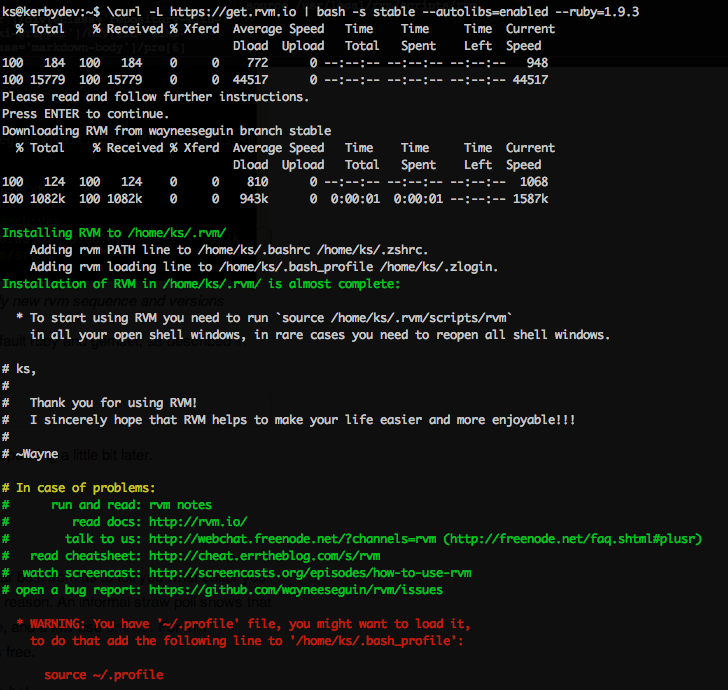 ks@kerbydev:~$ \curl -L https://get.rvm.io | bash -s stable --autolibs=enabled --ruby=1.9.3
  % Total    % Received % Xferd  Average Speed   Time    Time     Time  Current
                                 Dload  Upload   Total   Spent    Left  Speed
100   184  100   184    0     0    772      0 --:--:-- --:--:-- --:--:--   948
100 15779  100 15779    0     0  44517      0 --:--:-- --:--:-- --:--:-- 44517
Please read and follow further instructions.
Press ENTER to continue.
Downloading RVM from wayneeseguin branch stable
  % Total    % Received % Xferd  Average Speed   Time    Time     Time  Current
                                 Dload  Upload   Total   Spent    Left  Speed
100   124  100   124    0     0    810      0 --:--:-- --:--:-- --:--:--  1068
100 1082k  100 1082k    0     0   943k      0  0:00:01  0:00:01 --:--:-- 1587k
Installing RVM to /home/ks/.rvm/
    Adding rvm PATH line to /home/ks/.bashrc /home/ks/.zshrc.
    Adding rvm loading line to /home/ks/.bash_profile /home/ks/.zlogin.
Installation of RVM in /home/ks/.rvm/ is almost complete:
  * To start using RVM you need to run `source /home/ks/.rvm/scripts/rvm`
    in all your open shell windows, in rare cases you need to reopen all shell windows.
# ks,
#
#   Thank you for using RVM!
#   I sincerely hope that RVM helps to make your life easier and more enjoyable!!!
#
# ~Wayne
# In case of problems:
#      run and read: rvm notes
#         read docs: http://rvm.io/
#        talk to us: http://webchat.freenode.net/?channels=rvm (http://freenode.net/faq.shtml#plusr)
#   read cheatsheet: http://cheat.errtheblog.com/s/rvm
#  watch screencast: http://screencasts.org/episodes/how-to-use-rvm
# open a bug report: https://github.com/wayneeseguin/rvm/issues
  * WARNING: You have '~/.profile' file, you might want to load it,
    to do that add the following line to '/home/ks/.bash_profile':
      source ~/.profile